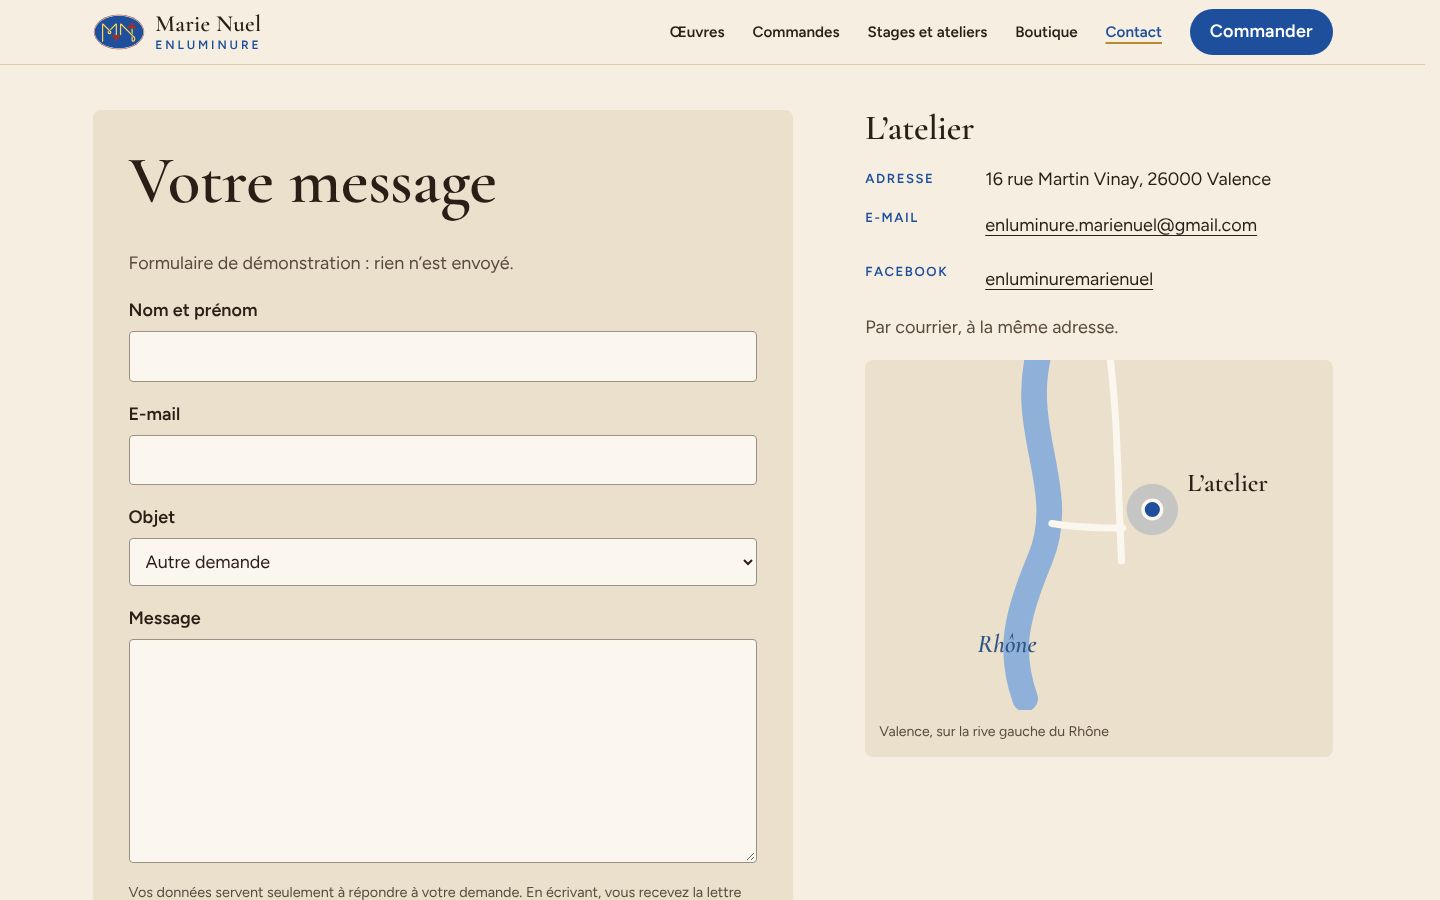 MN
Marie Nuel
ENLUMINURE
Œuvres
Commandes
Stages et ateliers
Boutique
Contact
Commander
Votre message
Formulaire de démonstration : rien n’est envoyé.
Nom et prénom
E-mail
Objet
Autre demande
Message
Vos données servent seulement à répondre à votre demande. En écrivant, vous recevez la lettre
L’atelier
ADRESSE
16 rue Martin Vinay, 26000 Valence
E-MAIL
enluminure.marienuel@gmail.com
FACEBOOK
enluminuremarienuel
Par courrier, à la même adresse.
L’atelier
Rhône
Valence, sur la rive gauche du Rhône